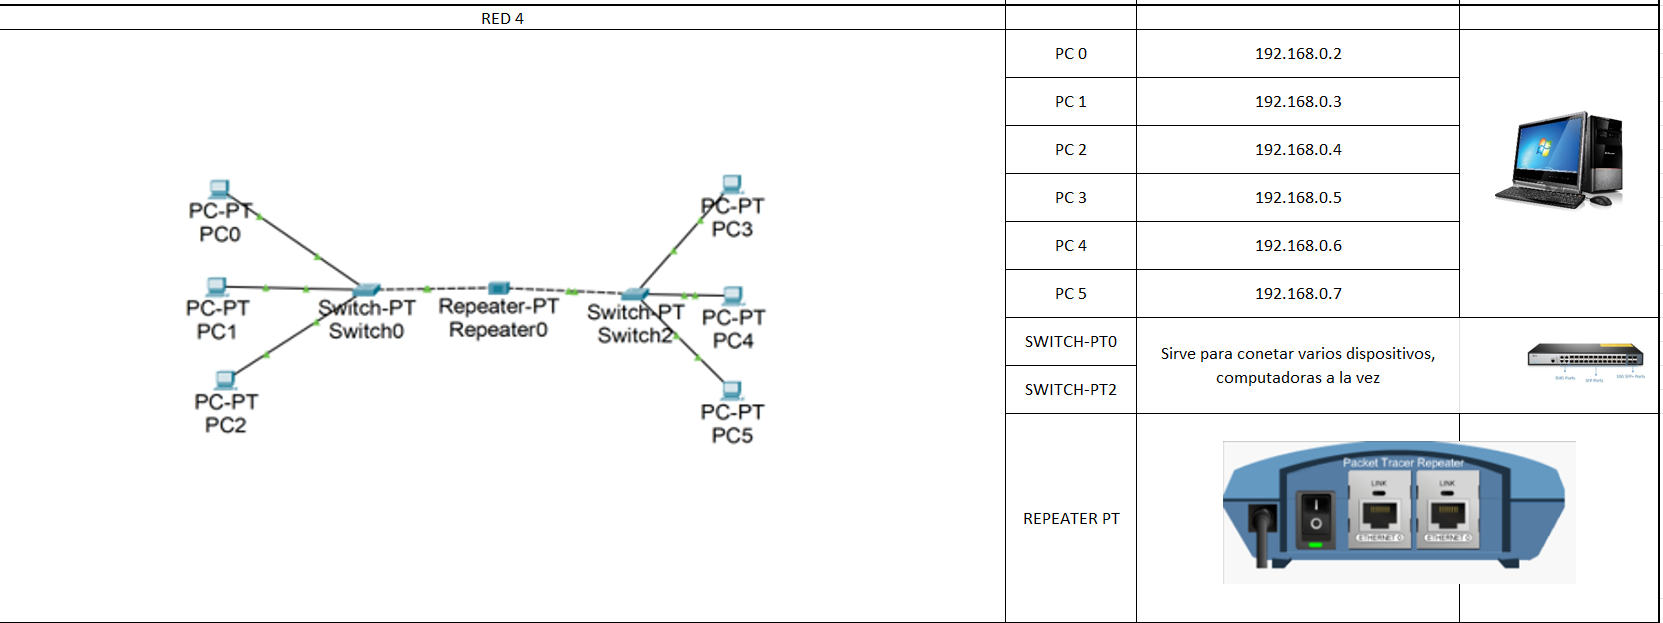 RED 4
PC-PT
PC0
PC-PT
PC1
PC-PT
PC2
Switch-PT
Switch0
Repeater-PT
Repeater0
Switch-PT
Switch2
PC-PT
PC3
PC-PT
PC4
PC-PT
PC5
PC 0
192.168.0.2
PC 1
192.168.0.3
PC 2
192.168.0.4
PC 3
192.168.0.5
PC 4
192.168.0.6
PC 5
192.168.0.7
SWITCH-PT0
SWITCH-PT2
Sirve para conetar varios dispositivos,
computadoras a la vez
REPEATER PT
Packet Tracer Repeater
LINK
LINK
ETHERNET
ETHERNET